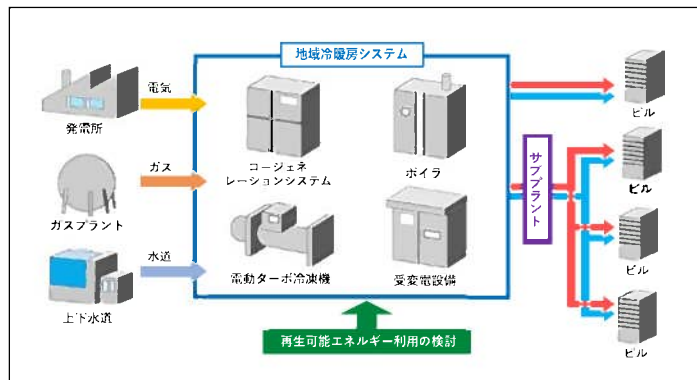 地域冷暖房システム
電気
発電所
ガス
ガスプラント
水道
上下水道
コージェネ
レーションシステム
ボイラ
電動ターボ冷凍機
受変電設備
サブプラント
ビル
ビル
ビル
ビル
再生可能エネルギー利用の検討